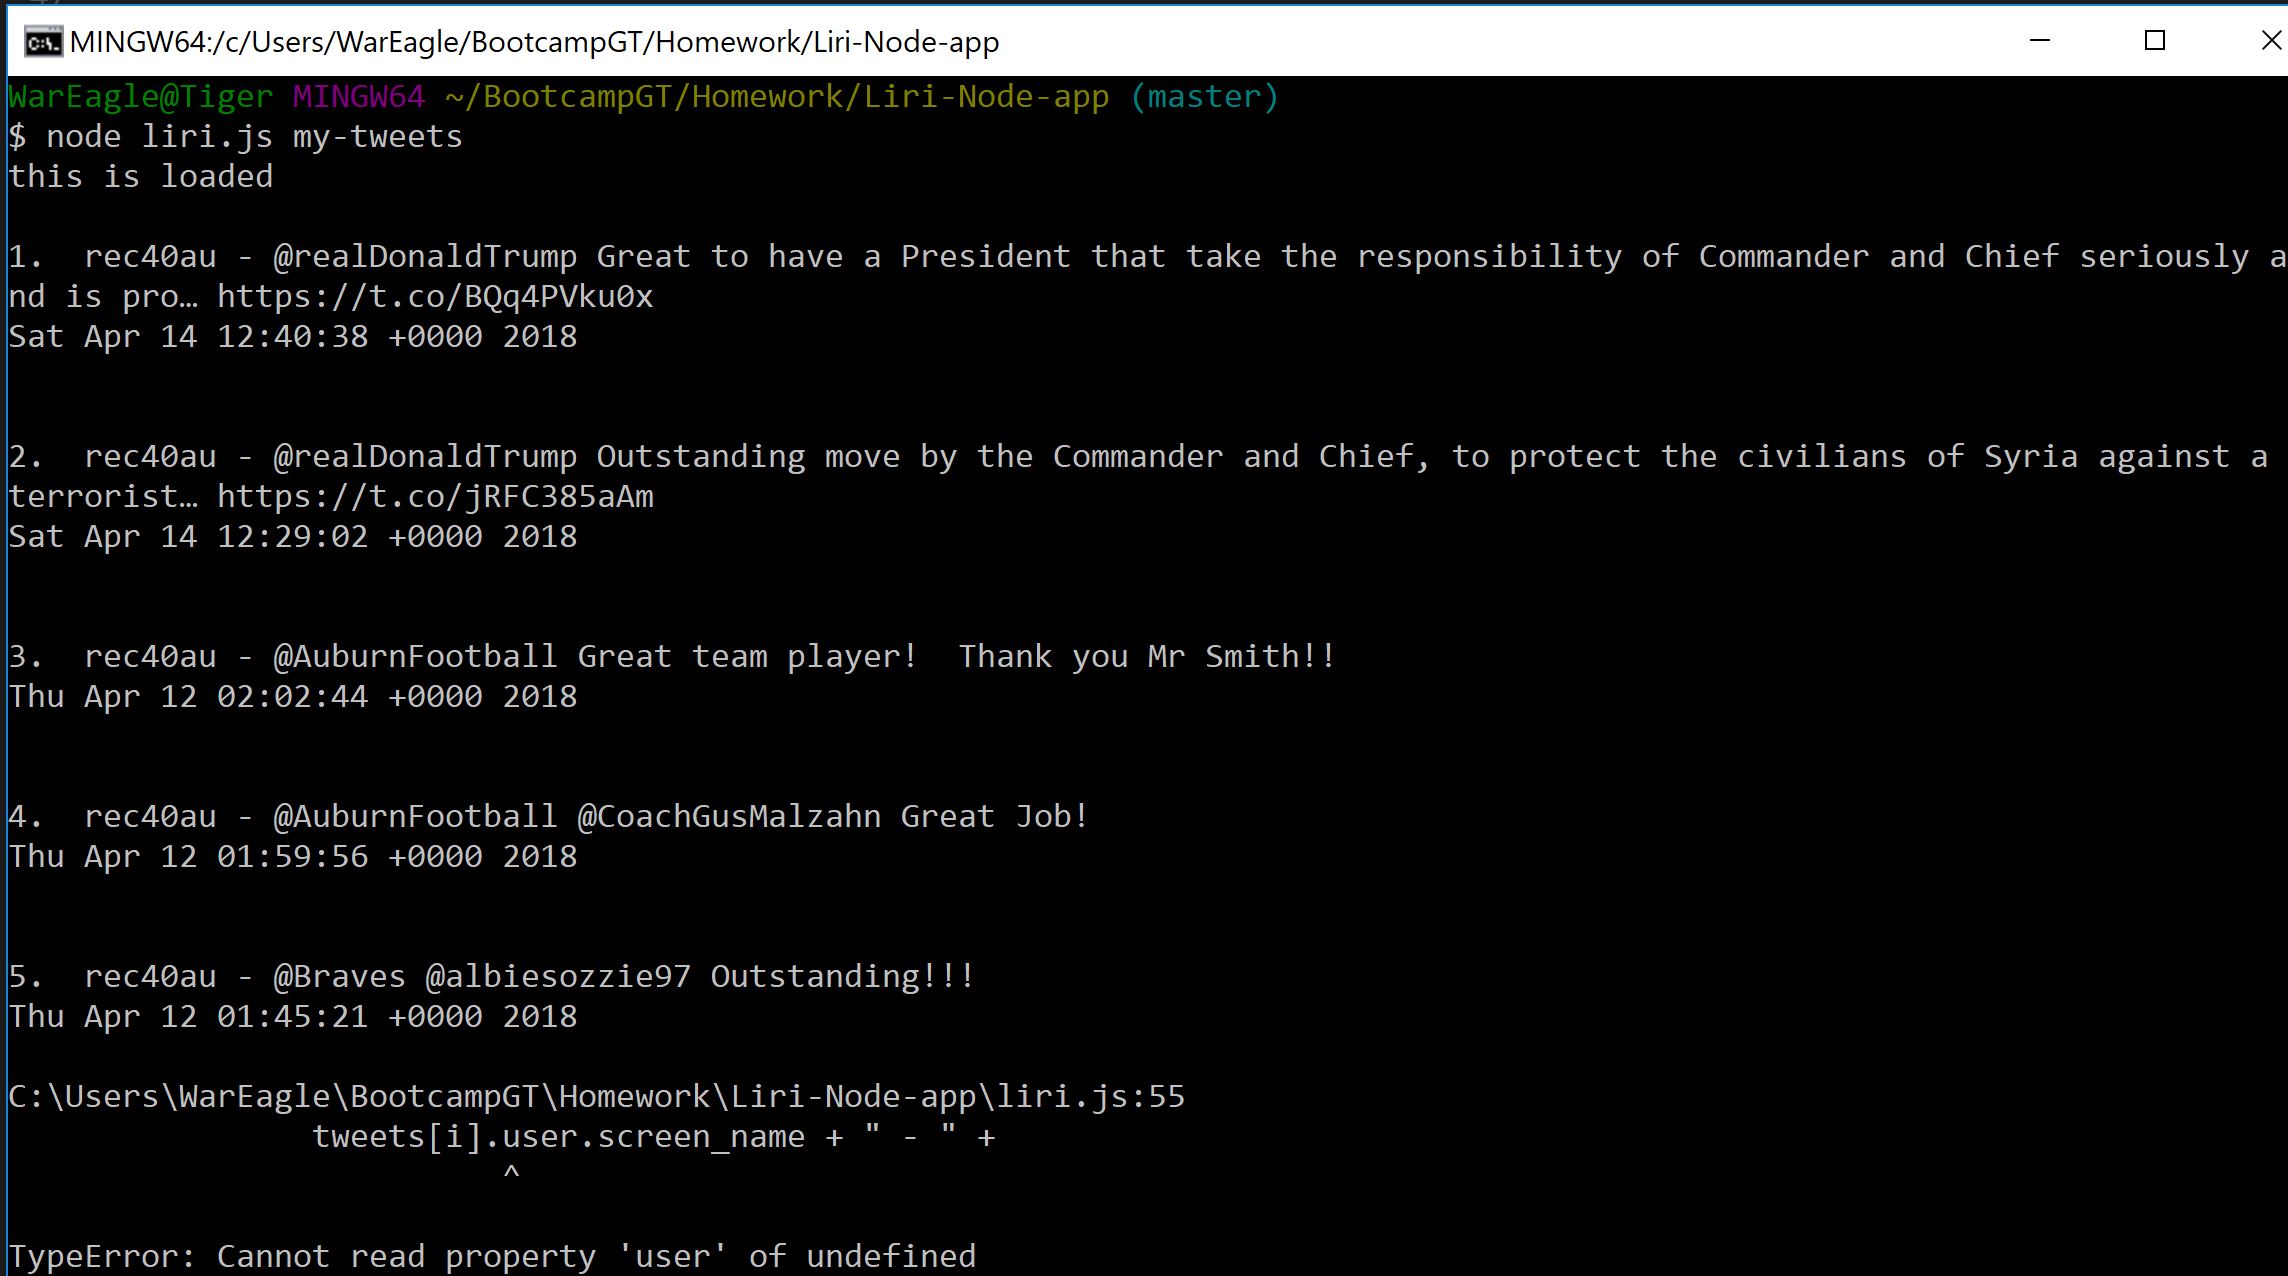 MINGW64:/c/Users/WarEagle/BootcampGT/Homework/Liri-Node-app
WarEagle@Tiger MINGW64 ~/BootcampGT/Homework/Liri-Node-app (master)
$ node liri.js my-tweets
this is loaded
1.  rec40au - @realDonaldTrump Great to have a President that take the responsibility of Commander and Chief seriously a
nd is pro… https://t.co/BQq4PVku0x
Sat Apr 14 12:40:38 +0000 2018
2.  rec40au - @realDonaldTrump Outstanding move by the Commander and Chief, to protect the civilians of Syria against a
terrorist… https://t.co/jRFC385aAm
Sat Apr 14 12:29:02 +0000 2018
3.  rec40au - @AuburnFootball Great team player!  Thank you Mr Smith!!
Thu Apr 12 02:02:44 +0000 2018
4.  rec40au - @AuburnFootball @CoachGusMalzahn Great Job!
Thu Apr 12 01:59:56 +0000 2018
5.  rec40au - @Braves @albiesozzie97 Outstanding!!!
Thu Apr 12 01:45:21 +0000 2018
C:\Users\WarEagle\BootcampGT\Homework\Liri-Node-app\liri.js:55
                tweets[i].user.screen_name + " - " +
                          ^
TypeError: Cannot read property 'user' of undefined